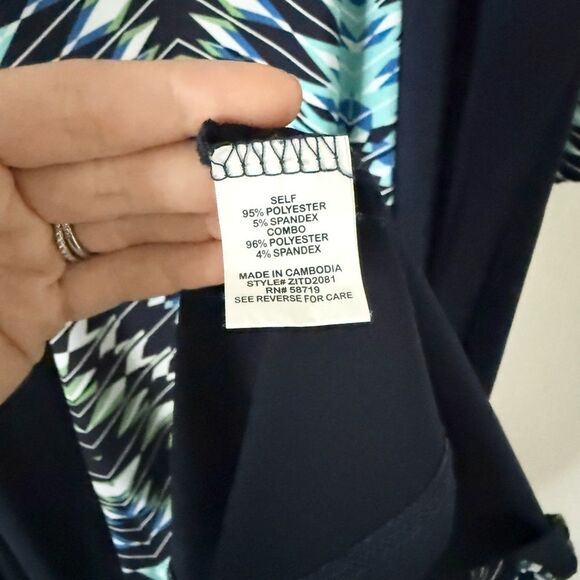 SELF
95% POLYESTER
5% SPANDEX
COMBO
96% POLYESTER
4% SPANDEX
MADE IN CAMBODIA
STYLE# ZITD2081
RN# 58719
SEE REVERSE FOR CARE